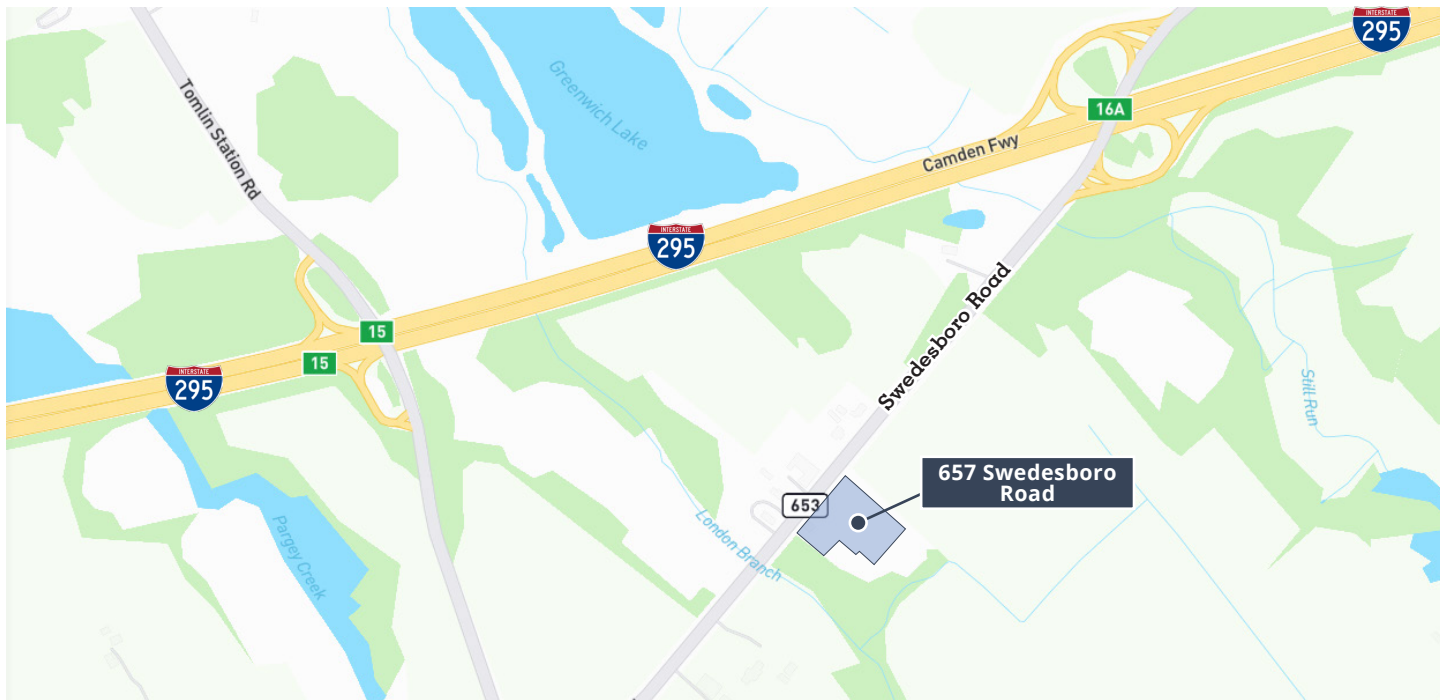 INTERSTATE
295
16A
Greenwich Lake
Tomlin Station Rd
Camden Fwy
INTERSTATE
295
Swedesboro Road
15
15
INTERSTATE
295
Still Run
657 Swedesboro
Road
653
London Branch
Pargey Creek